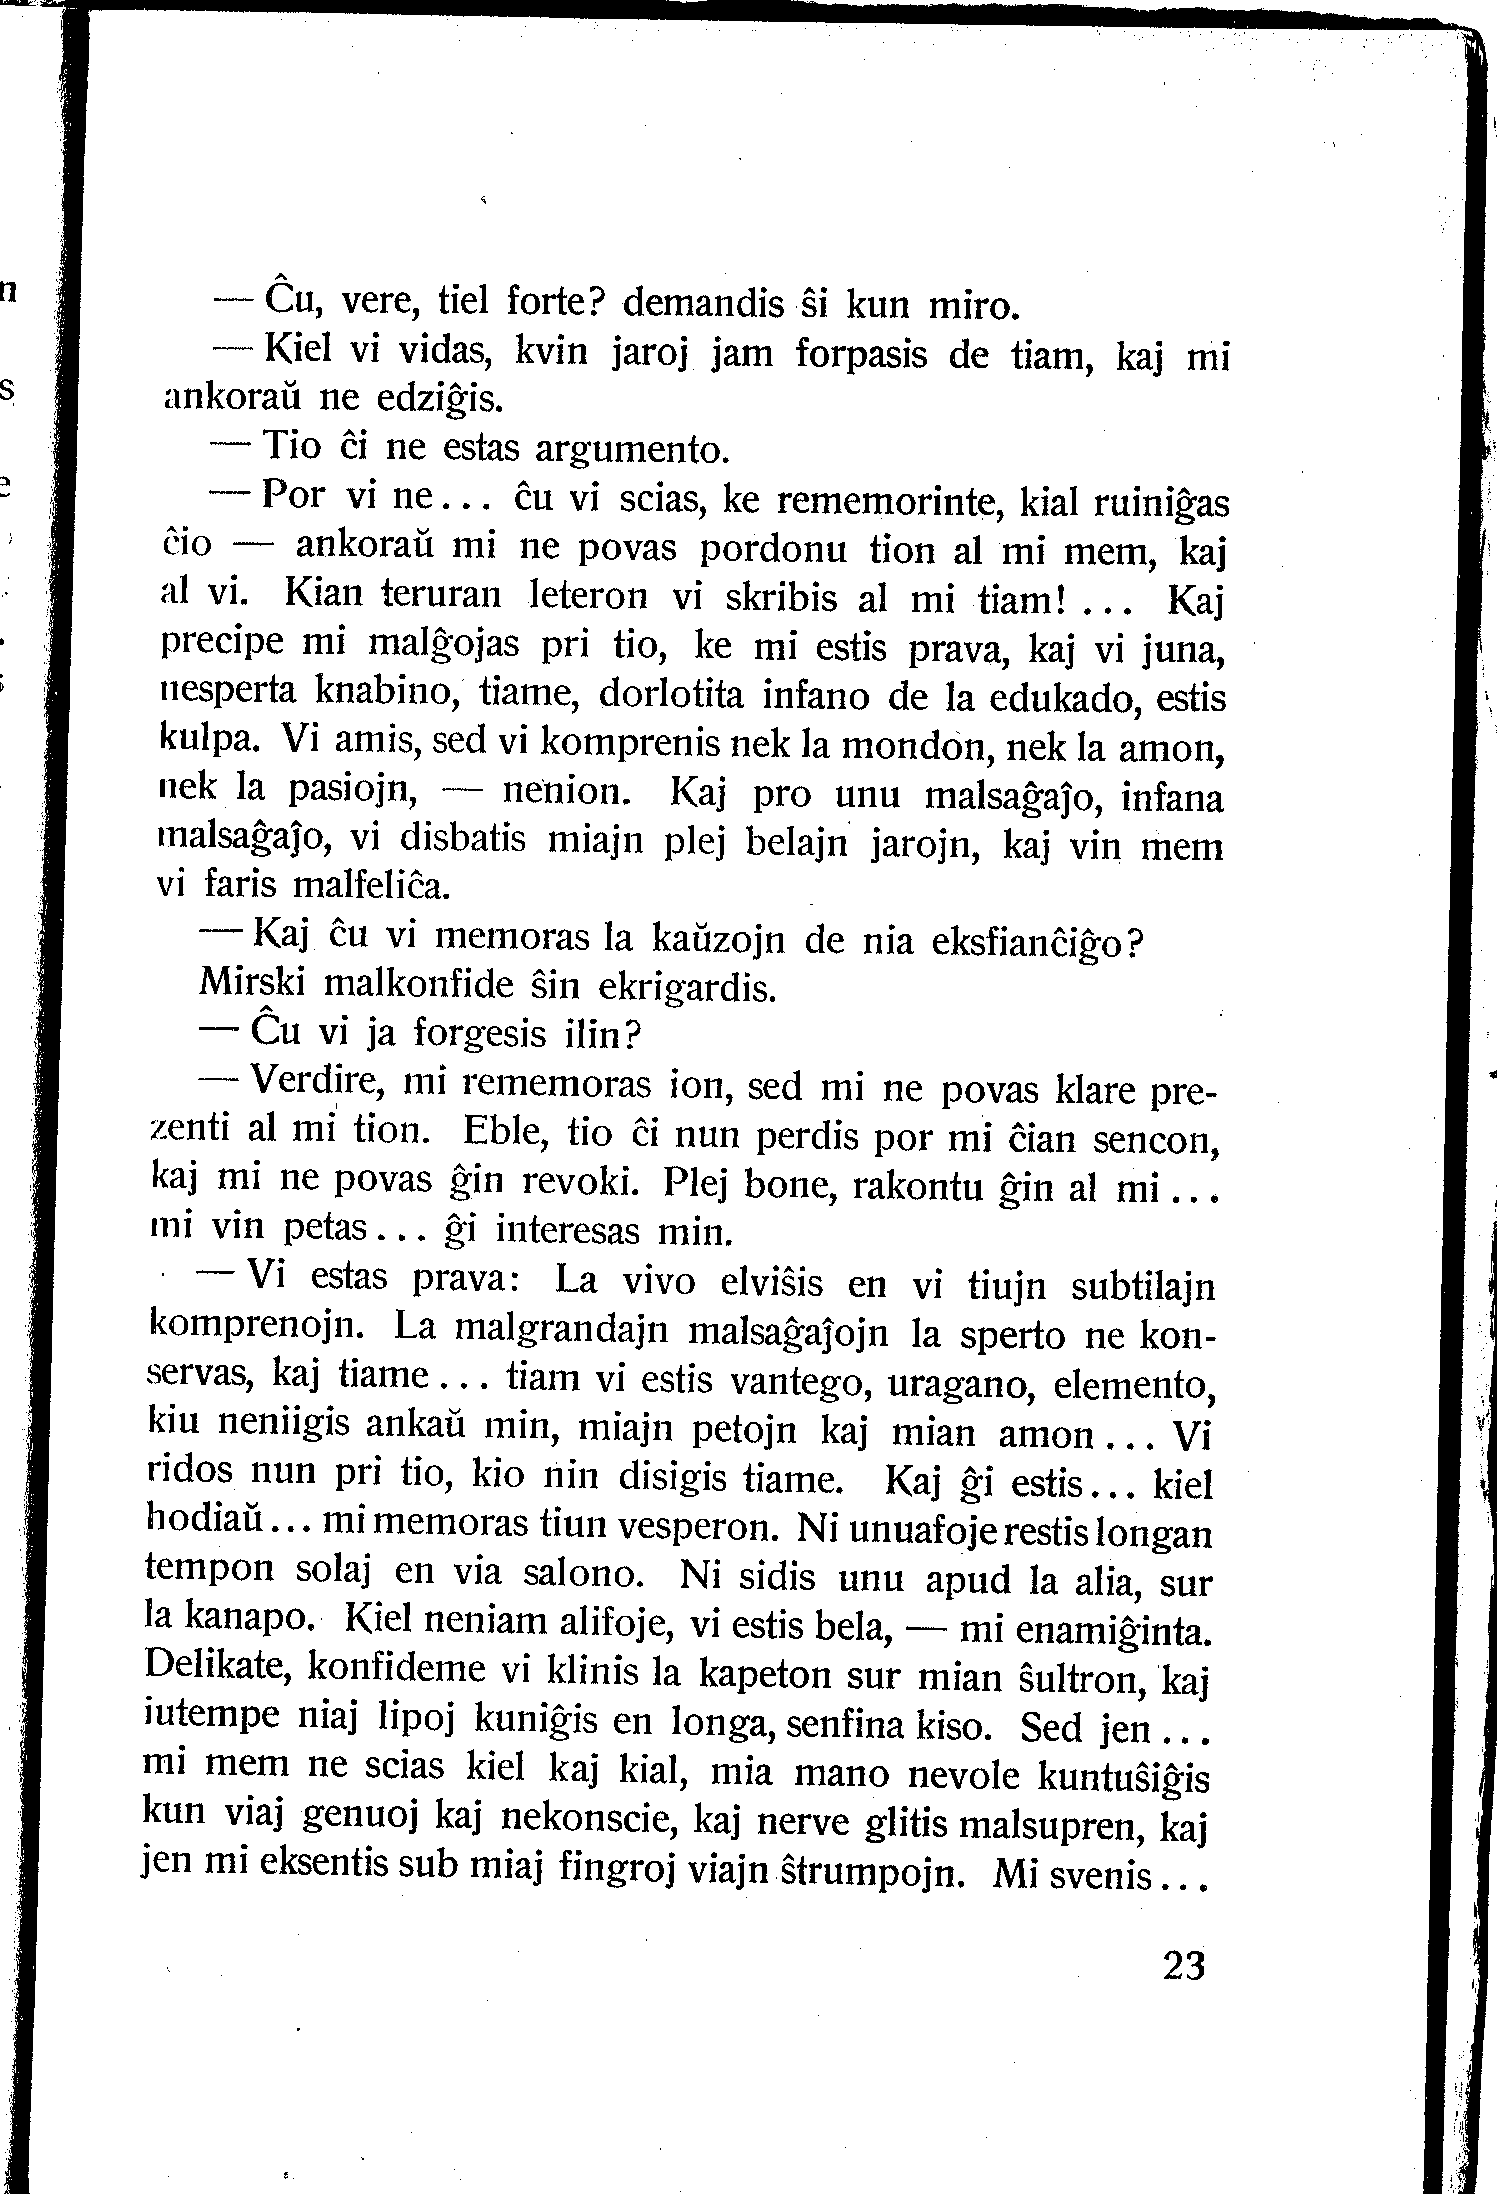 — Ĉu, vere, tiel forte? demandis ŝi kun miro.
— Kiel vi vidas, kvin jaroj jam forpasis de tiam, kaj mi
ankoraŭ ne edziĝis.
— Tio ĉi ne estas argumento.
— Por vi ne... ĉu vi scias, ke rememorinte, kial ruiniĝas
ĉio — ankoraŭ mi ne povas pordonu tion al mi mem, kaj
al vi. Kian teruran leteron vi skribis al mi tiam! ... Kaj
precipe mi malĝojas pri tio, ke mi estis prava, kaj vi juna,
nesperta knabino, tiame, dorlotita infano de la edukado, estis
kulpa. Vi amis, sed vi komprenis nek la mondon, nek la amon,
nek la pasiojn, — nenion. Kaj pro unu malsaĝaĵo, infana
malsaĝaĵo, vi disbatis miajn plej belajn jarojn, kaj vin mem
vi faris malfeliĉa.
— Kaj ĉu vi memoras la kaŭzojn de nia eksfianĉiĝo?
Mirski malkonfide ŝin ekrigardis.
— Ĉu vi ja forgesis ilin?
— Verdire, mi rememoras ion, sed mi ne povas klare pre-
zenti al mi tion. Eble, tio ĉi nun perdis por mi ĉian sencon,
kaj mi ne povas ĝin revoki. Plej bone, rakontu ĝin al mi...
mi vin petas... ĝi interesas min.
— Vi estas prava: La vivo elviŝis en vi tiujn subtilajn
komprenojn. La malgrandajn malsaĝaĵojn la sperto ne kon-
servas, kaj tiame... tiam vi estis vantego, uragano, elemento,
kiu neniigis ankaŭ min, miajn petojn kaj mian amon... Vi
ridos nun pri tio, kio nin disigis tiame. Kaj ĝi estis... kiel
hodiaŭ... mi memoras tiun vesperon. Ni unuafoje restis longan
tempon solaj en via salono. Ni sidis unu apud la alia, sur
la kanapo. Kiel neniam alifoje, vi estis bela, — mi enamiĝinta.
Delikate, konfideme vi klinis la kapeton sur mian ŝultron, kaj
iutempe niaj lipoj kuniĝis en longa, senfina kiso. Sed jen...
mi mem ne scias kiel kaj kial, mia mano nevole kuntuŝiĝis
kun viaj genuoj kaj nekonscie, kaj nerve glitis malsupren, kaj
jen mi eksentis sub miaj fingroj viajn ŝtrumpojn. Mi svenis...
23